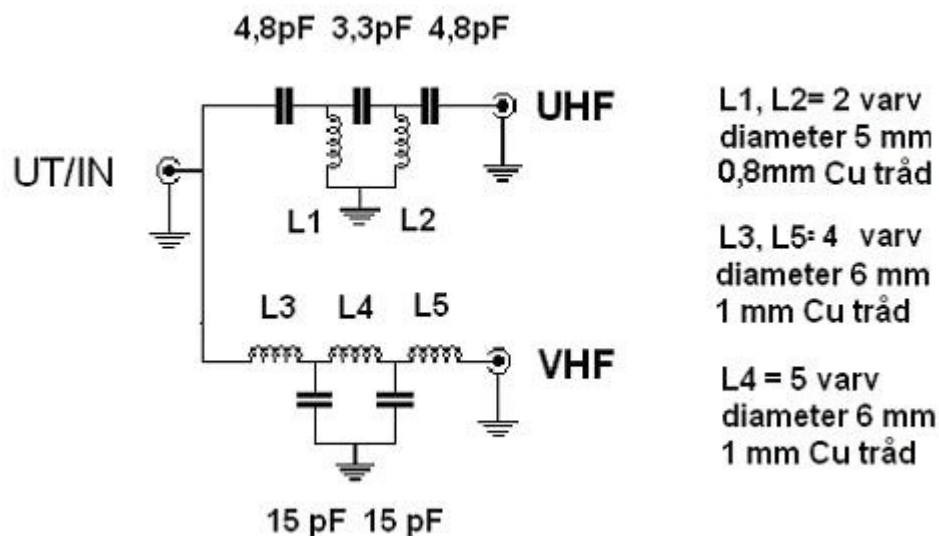 4,8pF 3,3pF 4,8pF
UHF
UT/IN
L1 L2
L3 L4 L5
VHF
15 pF 15 pF
L1, L2= 2 varv
diameter 5 mm
0,8mm Cu tråd
L3, L5= 4 varv
diameter 6 mm
1 mm Cu tråd
L4 = 5 varv
diameter 6 mm
1 mm Cu tråd